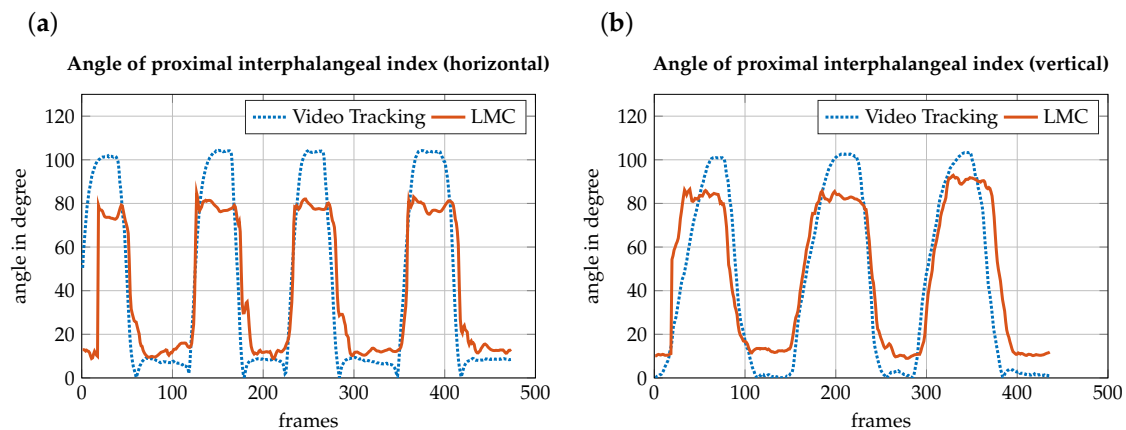 (a)
Angle of proximal interphalangeal index (horizontal)
Video Tracking LMC
120
100
80
60
40
20
0
angle in degree
0 100 200 300 400 500
frames
(b)
Angle of proximal interphalangeal index (vertical)
Video Tracking LMC
120
100
80
60
40
20
0
angle in degree
0 100 200 300 400 500
frames